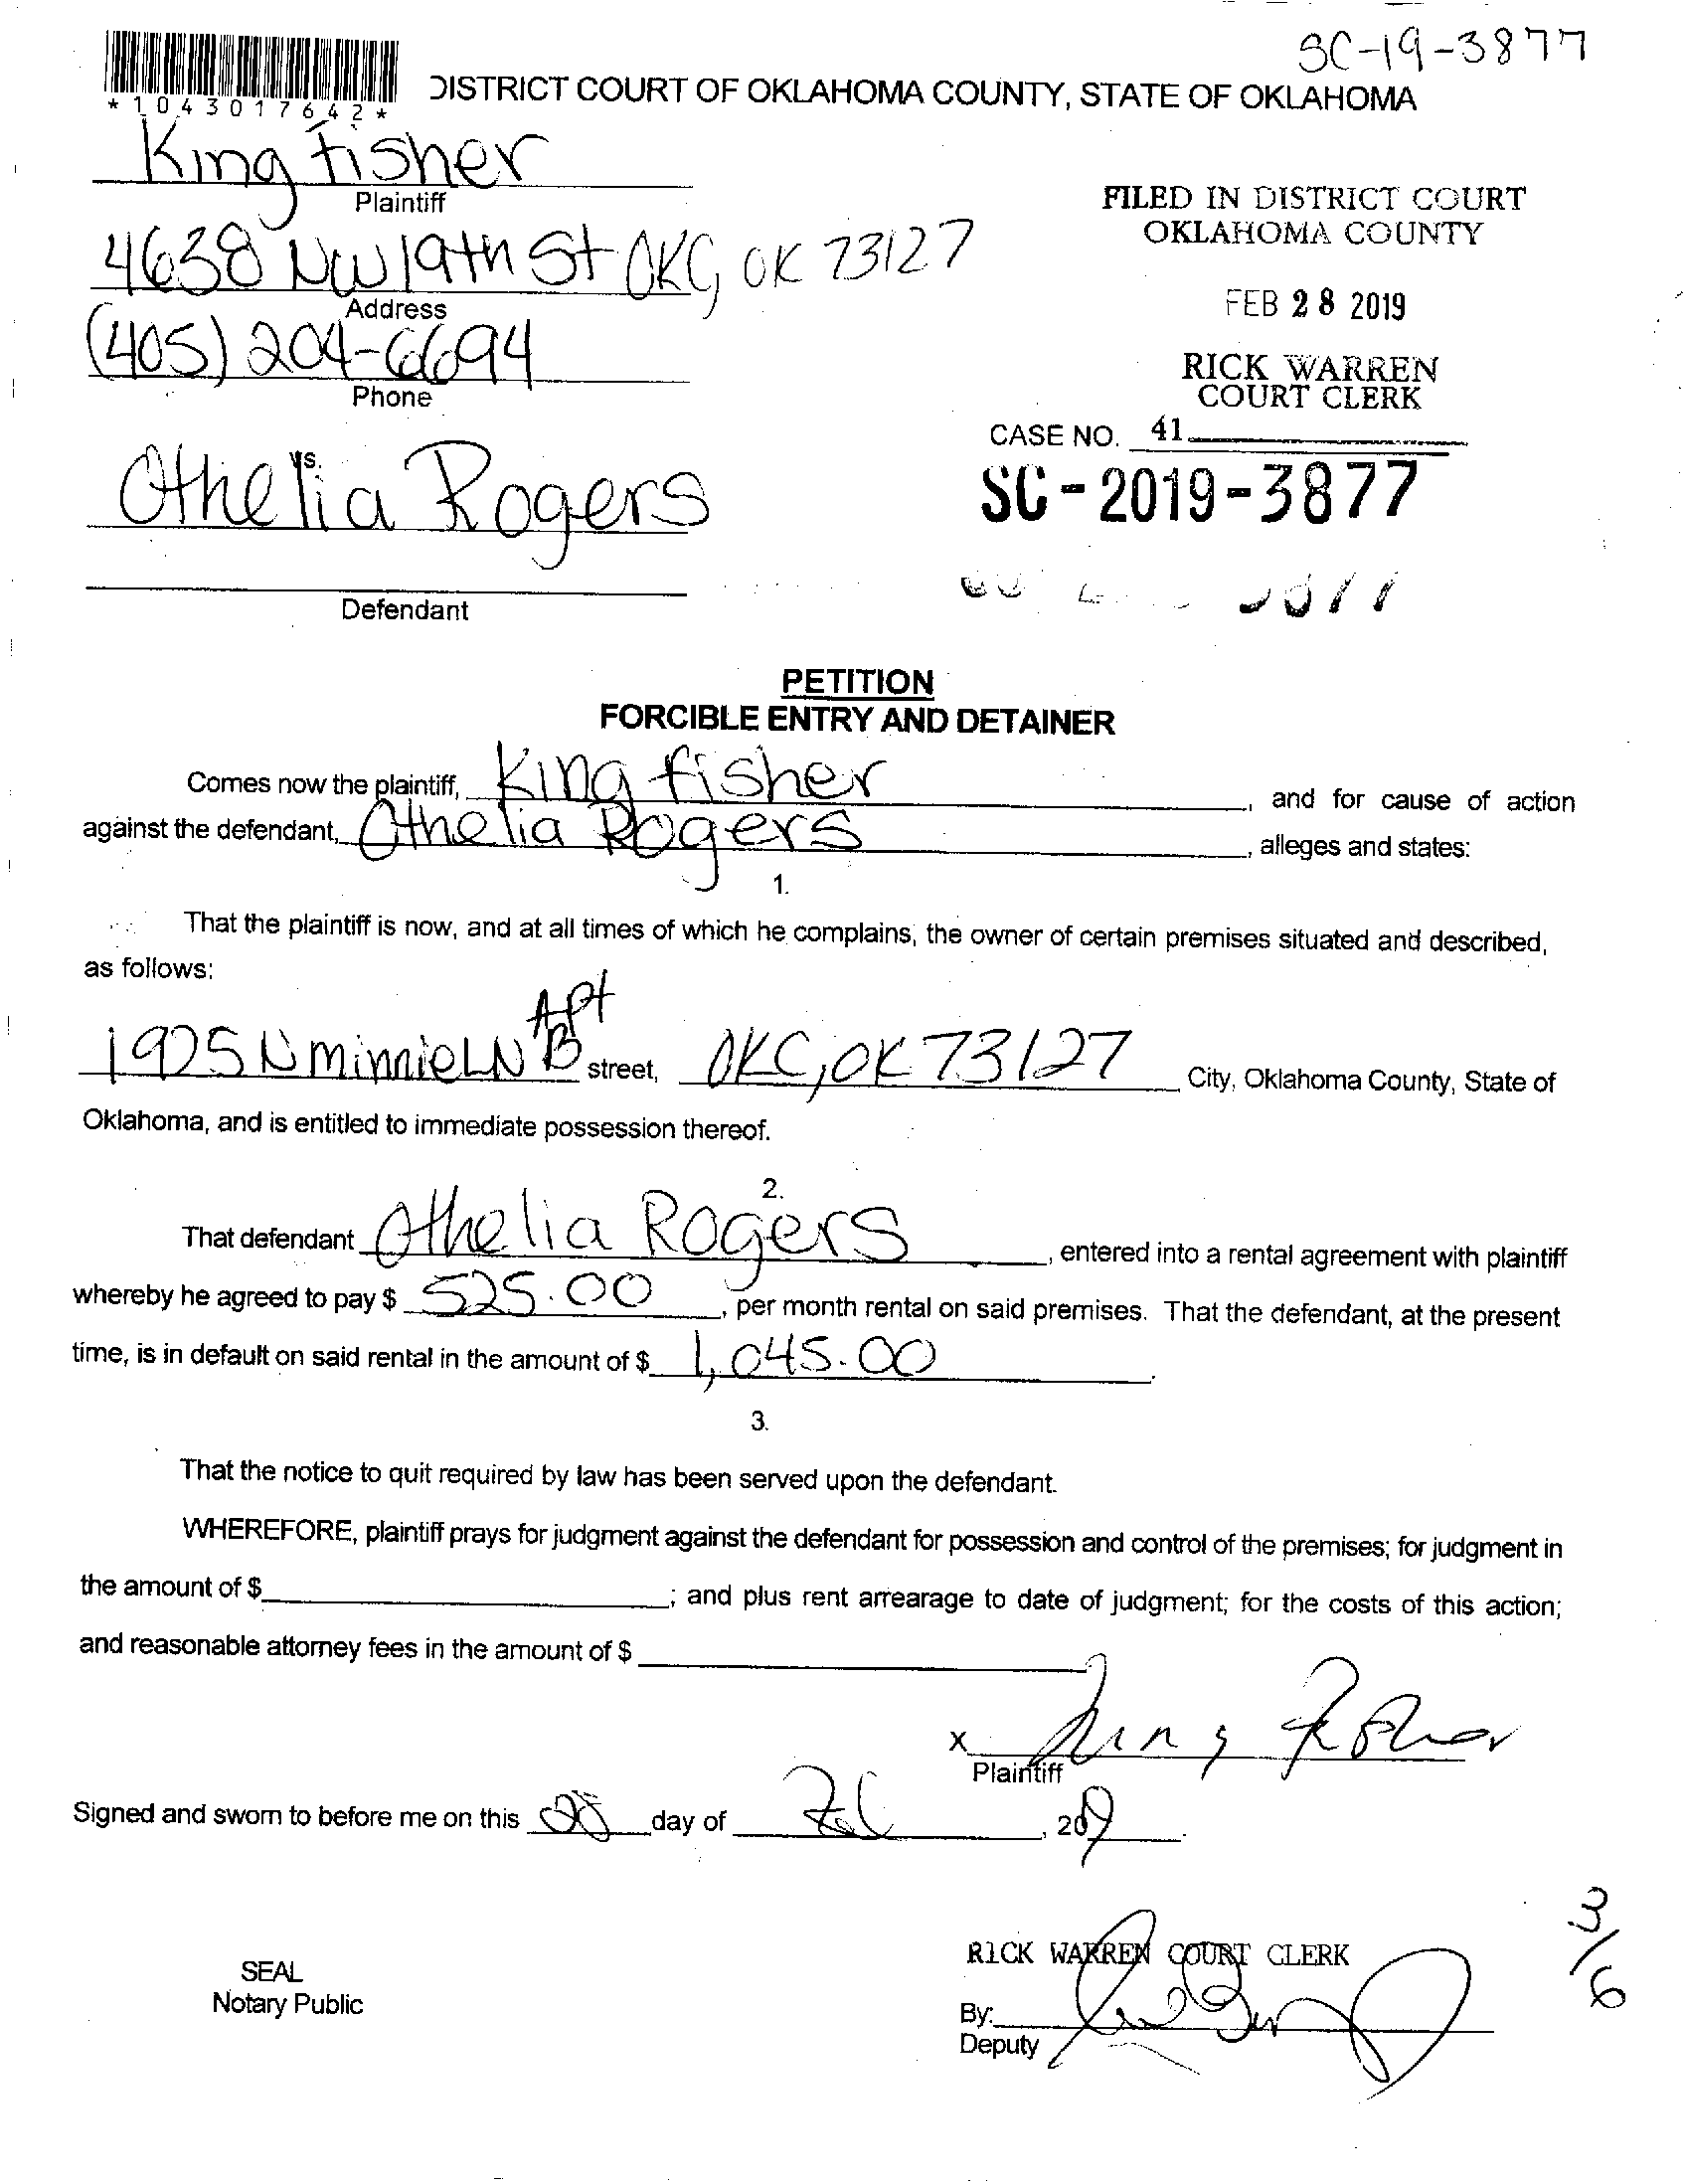 SC-19-3877
*1043017642*
DISTRICT COURT OF OKLAHOMA COUNTY, STATE OF OKLAHOMA
King fisher
Plaintiff
FILED IN DISTRICT COURT
OKLAHOMA COUNTY
4638 NW 19th St OKC, OK 73127
Address
FEB 28 2019
(405) 204-6694
Phone
RICK WARREN
COURT CLERK
CASE NO. 41
vs.
Othelia Rogers
SC-2019-3877
Defendant
PETITION
FORCIBLE ENTRY AND DETAINER
Comes now the plaintiff, King fisher, and for cause of action
against the defendant, Othelia Rogers, alleges and states:
1.
That the plaintiff is now, and at all times of which he complains, the owner of certain premises situated and described,
as follows:
1925 N minnie LN Apt B street, OKC, OK 73127 City, Oklahoma County, State of
Oklahoma, and is entitled to immediate possession thereof.
2.
That defendant Othelia Rogers, entered into a rental agreement with plaintiff
whereby he agreed to pay $ 525.00, per month rental on said premises. That the defendant, at the present
time, is in default on said rental in the amount of $ 1,045.00.
3.
That the notice to quit required by law has been served upon the defendant.
WHEREFORE, plaintiff prays for judgment against the defendant for possession and control of the premises; for judgment in
the amount of $ ; and plus rent arrearage to date of judgment; for the costs of this action;
and reasonable attorney fees in the amount of $
x King Fisher
Plaintiff
Signed and sworn to before me on this 28 day of Feb, 2019.
3/6
RICK WARREN COURT CLERK
SEAL
Notary Public
By:
Deputy